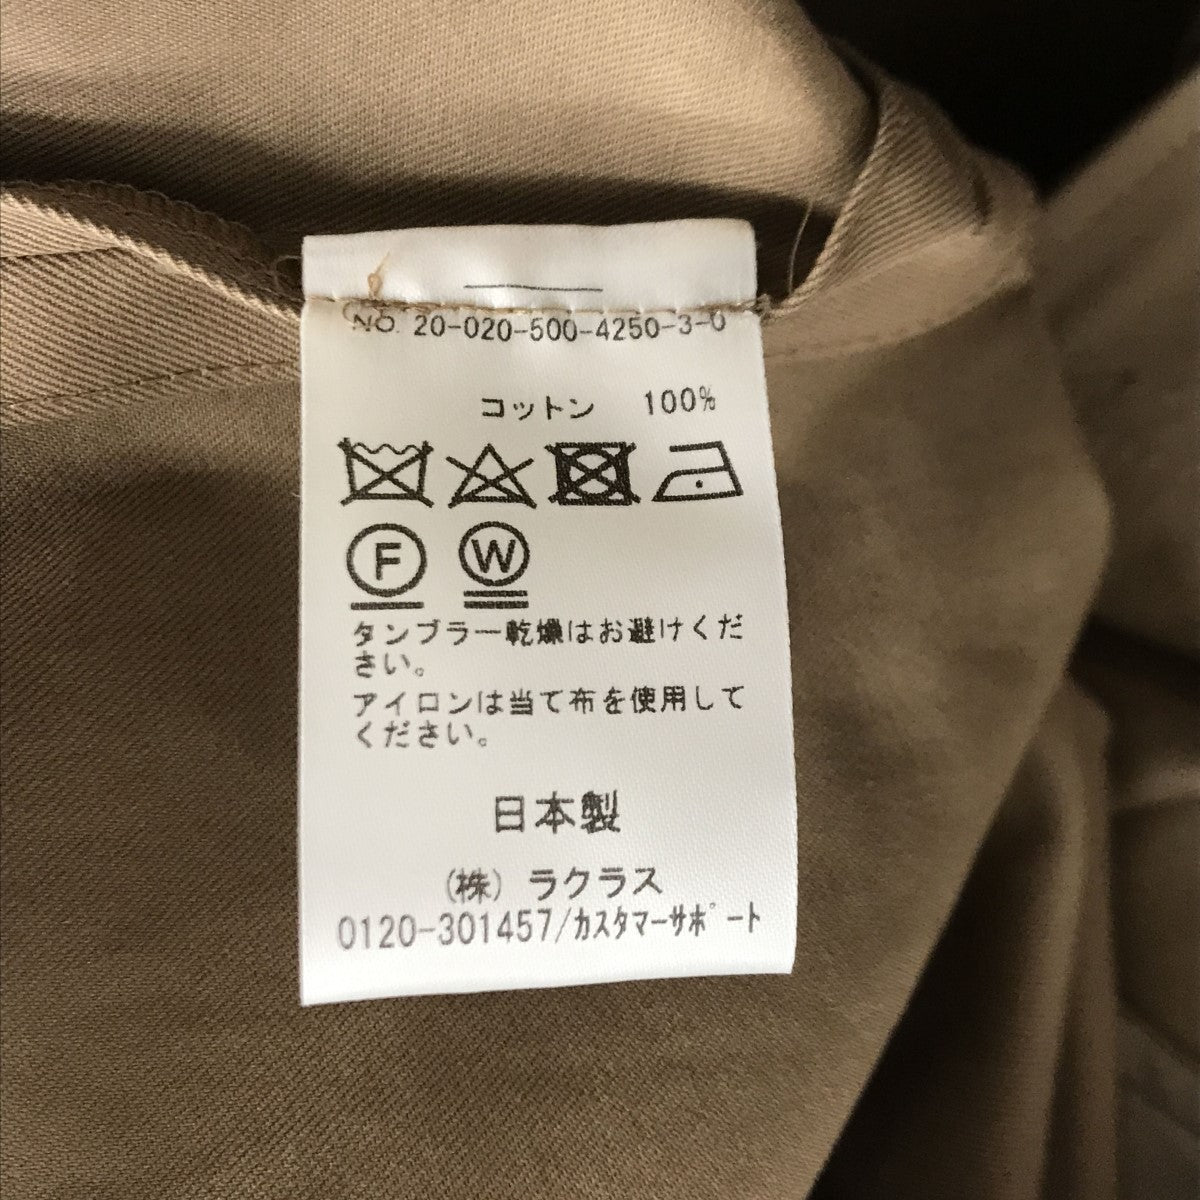 NO. 20-020-500-4250-3-0
コットン 100%
F W
タンブラー乾燥はお避けくだ
さい。
アイロンは当て布を使用して
ください。
日本製
(株) ラクラス
0120-301457/カスタマーサポート